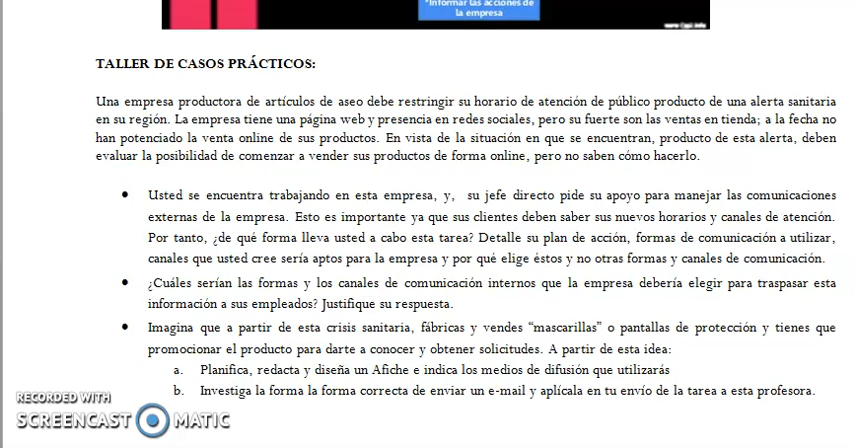 *Informar las acciones de
la empresa
TALLER DE CASOS PRÁCTICOS:
Una empresa productora de artículos de aseo debe restringir su horario de atención de público producto de una alerta sanitaria
en su región. La empresa tiene una página web y presencia en redes sociales, pero su fuerte son las ventas en tienda; a la fecha no
han potenciado la venta online de sus productos. En vista de la situación en que se encuentran, producto de esta alerta, deben
evaluar la posibilidad de comenzar a vender sus productos de forma online, pero no saben cómo hacerlo.
• Usted se encuentra trabajando en esta empresa, y, su jefe directo pide su apoyo para manejar las comunicaciones
externas de la empresa. Esto es importante ya que sus clientes deben saber sus nuevos horarios y canales de atención.
Por tanto, ¿de qué forma lleva usted a cabo esta tarea? Detalle su plan de acción, formas de comunicación a utilizar,
canales que usted cree sería aptos para la empresa y por qué elige éstos y no otras formas y canales de comunicación.
• ¿Cuáles serían las formas y los canales de comunicación internos que la empresa debería elegir para traspasar esta
información a sus empleados? Justifique su respuesta.
• Imagina que a partir de esta crisis sanitaria, fábricas y vendes “mascarillas” o pantallas de protección y tienes que
promocionar el producto para darte a conocer y obtener solicitudes. A partir de esta idea:
a. Planifica, redacta y diseña un Afiche e indica los medios de difusión que utilizarás
b. Investiga la forma la forma correcta de enviar un e-mail y aplícala en tu envío de la tarea a esta profesora.
RECORDED WITH
SCREENCAST MATIC